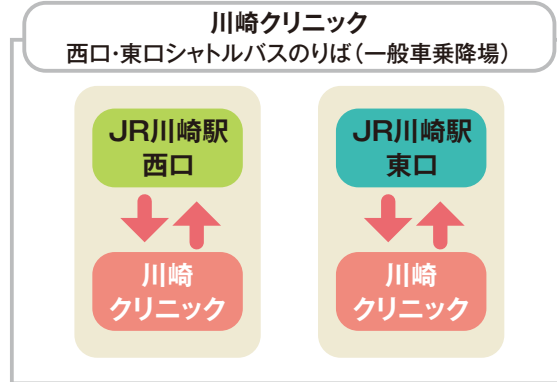 川崎クリニック
西口・東口シャトルバスのりば（一般車乗降場）
JR川崎駅
西口
川崎
クリニック
JR川崎駅
東口
川崎
クリニック